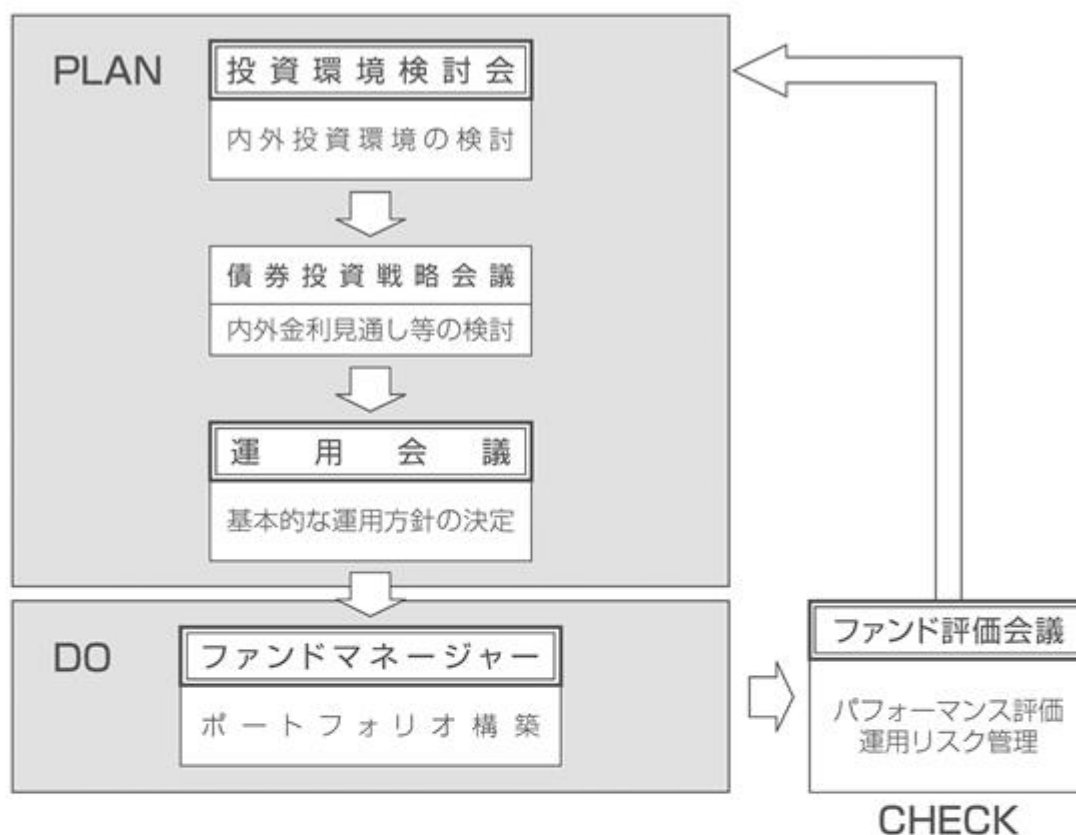 PLAN
投資環境検討会
内外投資環境の検討
債券投資戦略会議
内外金利見通し等の検討
運用会議
基本的な運用方針の決定
DO
ファンドマネージャー
ポートフォリオ構築
ファンド評価会議
パフォーマンス評価
運用リスク管理
CHECK